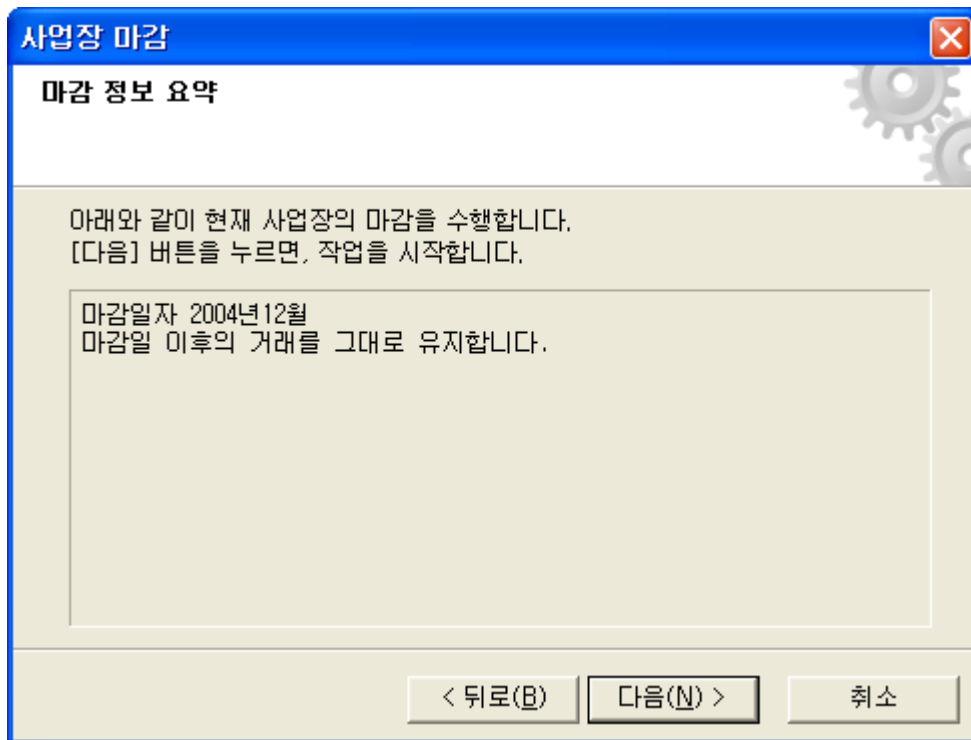 사업장 마감
마감 정보 요약
아래와 같이 현재 사업장의 마감을 수행합니다.
[다음] 버튼을 누르면, 작업을 시작합니다.
마감일자 2004년12월
마감일 이후의 거래를 그대로 유지합니다.
< 뒤로(B) 다음(N) > 취소